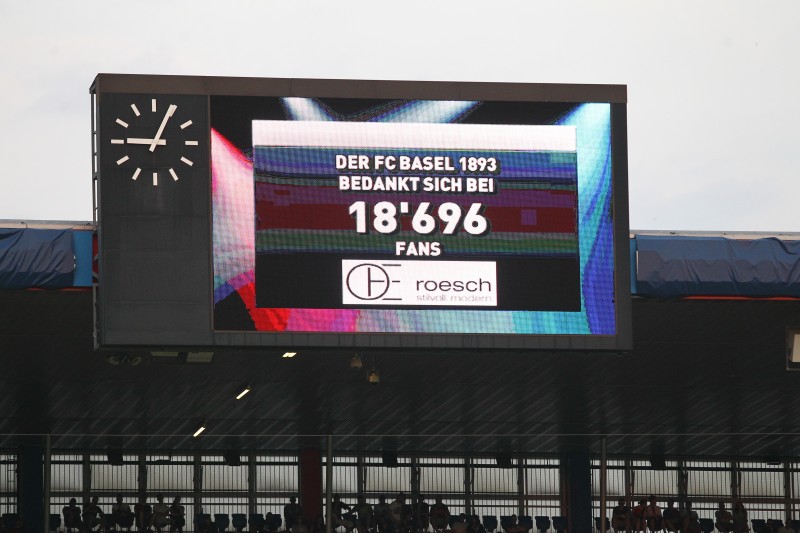 DER FC BASEL 1893
BEDANKT SICH BEI
18'696
FANS
roesch
stilvoll modern